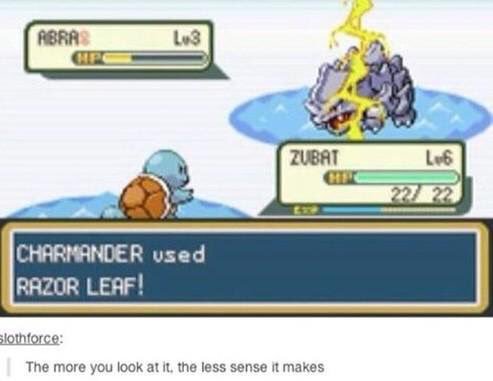 ABRA♀ Lv3
HP
ZUBAT Lv6
HP
22/ 22
EXP
CHARMANDER used
RAZOR LEAF!
slothforce:
The more you look at it, the less sense it makes